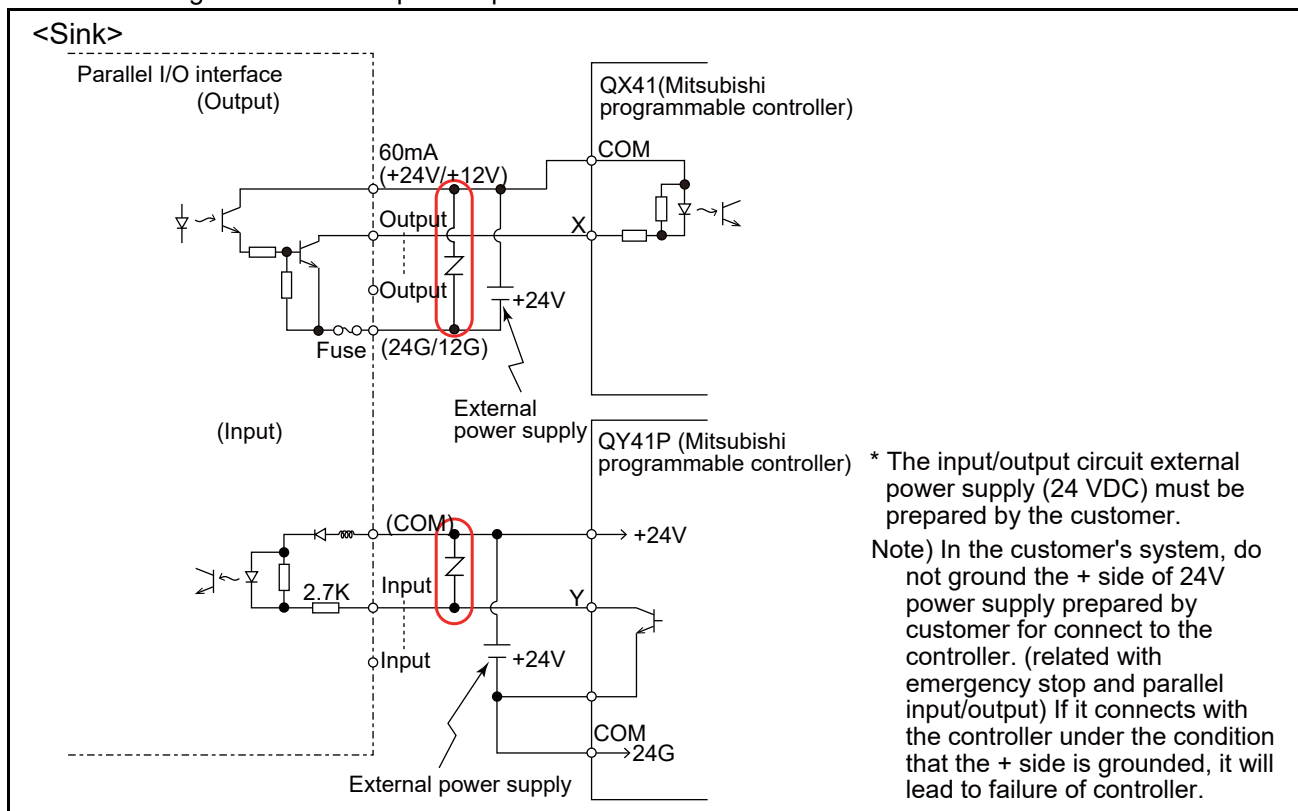 <Sink>
Parallel I/O interface
(Output)
QX41(Mitsubishi
programmable controller)
60mA
(+24V/+12V)
COM
Output
X
Output
+24V
Fuse
(24G/12G)
External
power supply
(Input)
QY41P (Mitsubishi
programmable controller)
(COM)
+24V
2.7K
Input
Y
Input
+24V
COM
24G
External power supply
* The input/output circuit external
power supply (24 VDC) must be
prepared by the customer.
Note) In the customer's system, do
not ground the + side of 24V
power supply prepared by
customer for connect to the
controller. (related with
emergency stop and parallel
input/output) If it connects with
the controller under the condition
that the + side is grounded, it will
lead to failure of controller.